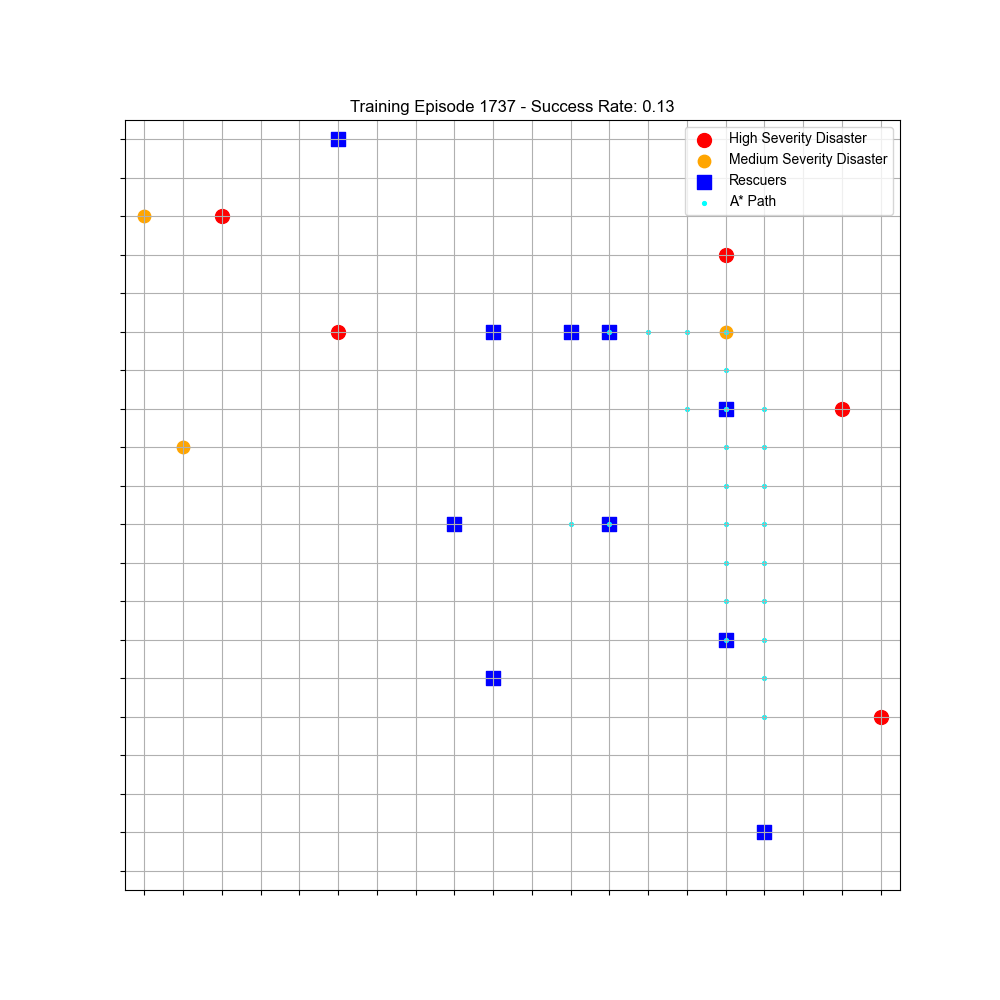 Training Episode 1737 - Success Rate: 0.13
High Severity Disaster
Medium Severity Disaster
Rescuers
A* Path